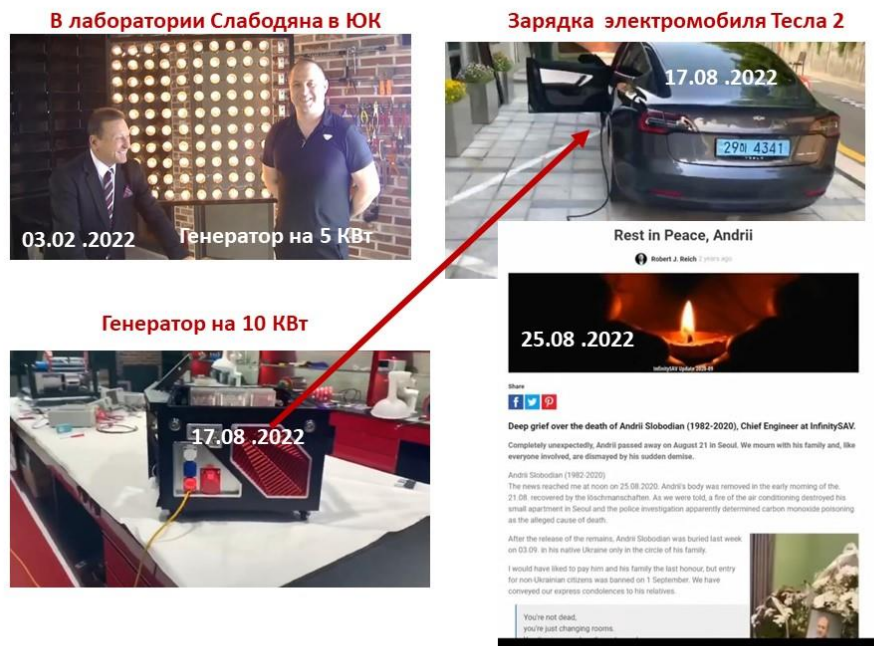 В лаборатории Слабодяна в ЮК
03.02 .2022
Генератор на 5 КВт
Генератор на 10 КВт
17.08 .2022
Зарядка электромобиля Тесла 2
17.08 .2022
4341
TESLA
Rest in Peace, Andrii
Robert J. Reich 2 years ago
25.08 .2022
InfinitySAV Update 2020-09
Share
Deep grief over the death of Andrii Slobodian (1982-2020), Chief Engineer at InfinitySAV.
Completely unexpectedly, Andrii passed away on August 21 in Seoul. We mourn with his family and, like
everyone involved, are dismayed by his sudden demise.
Andrii Slobodian (1982-2020)
The news reached me at noon on 25.08.2020. Andrii's body was removed in the early morning of the
21.08. recovered by the löschmanschaften. As we were told, a fire of the air conditioning destroyed his
small apartment in Seoul and the police investigation apparently determined carbon monoxide poisoning
as the alleged cause of death.
After the release of the remains, Andrii Slobodian was buried last week
on 03.09. in his native Ukraine only in the circle of his family.
I would have liked to pay him and his family the last honour, but entry
for non-Ukrainian citizens was banned on 1 September. We have
conveyed our express condolences to his relatives.
You're not dead,
you're just changing rooms.